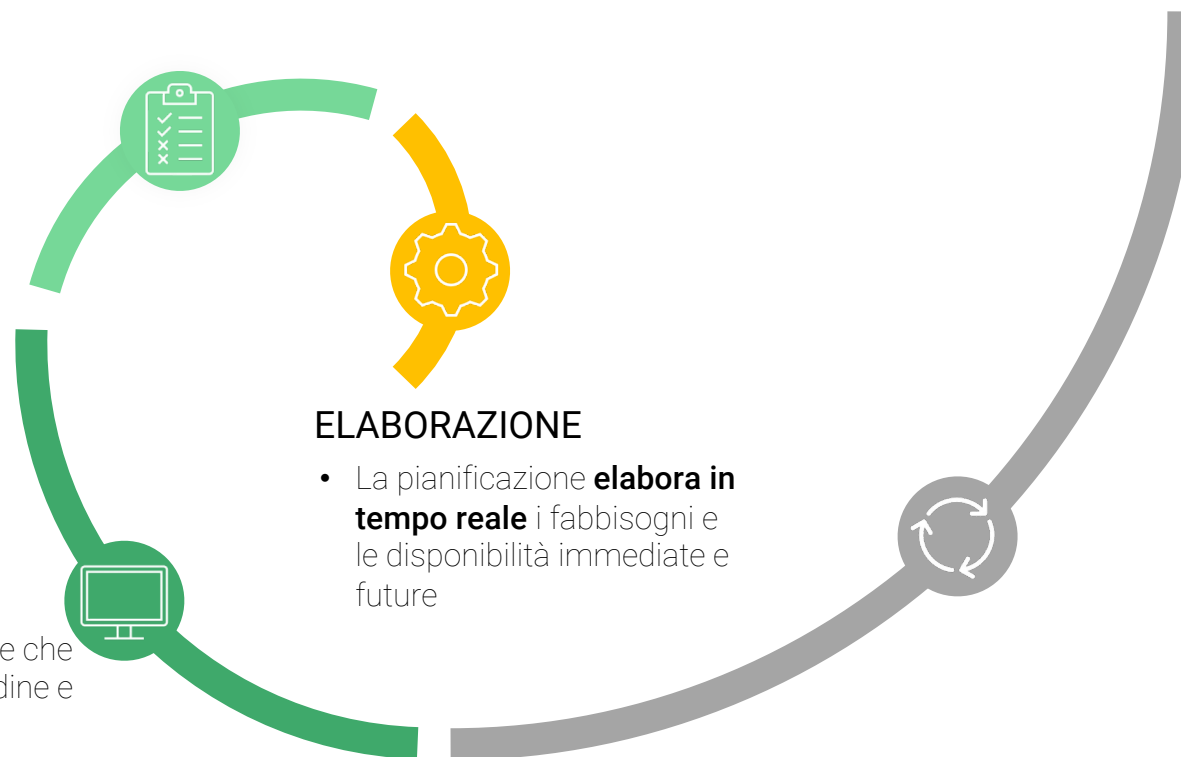 ELABORAZIONE
• La pianificazione elabora in
tempo reale i fabbisogni e
le disponibilità immediate e
future
e che
dine e